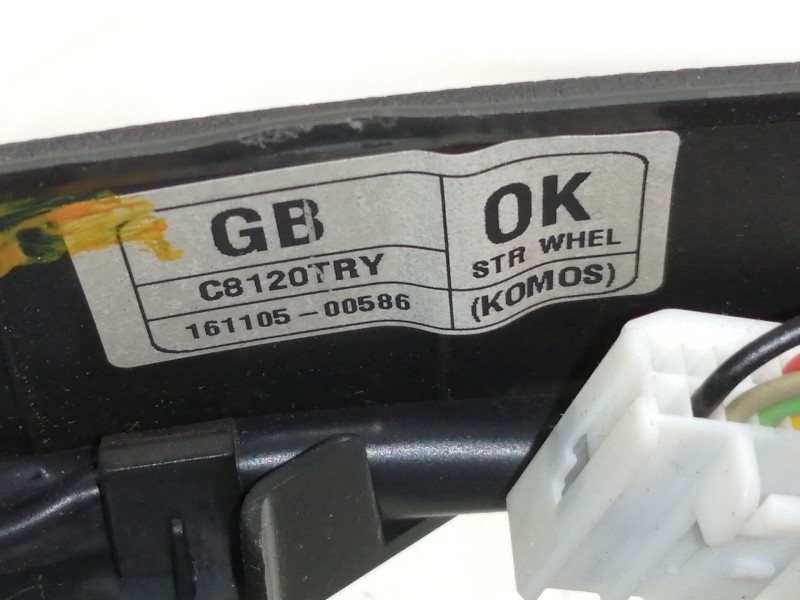 GB
C8120TRY
161105-00586
OK
STR WHEL
(KOMOS)